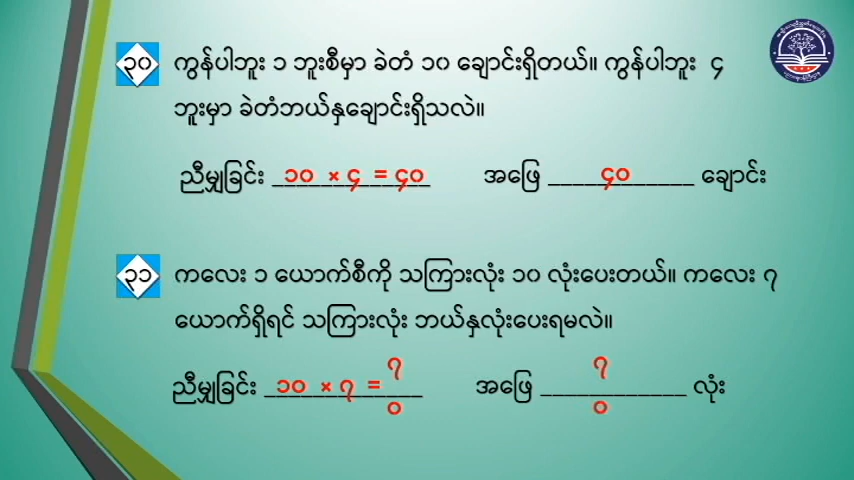 ၃၀ ကွန်ပါဘူး ၁ ဘူးစီမှာ ခဲတံ ၁၀ ချောင်းရှိတယ်။ ကွန်ပါဘူး ၄
ဘူးမှာ ခဲတံဘယ်နှချောင်းရှိသလဲ။
ညီမျှခြင်း ၁၀ × ၄ = ၄၀ အဖြေ ၄၀ ချောင်း
၃၁ ကလေး ၁ ယောက်စီကို သကြားလုံး ၁၀ လုံးပေးတယ်။ ကလေး ၇
ယောက်ရှိရင် သကြားလုံး ဘယ်နှလုံးပေးရမလဲ။
ညီမျှခြင်း ၁၀ × ၇ = ၇၀ အဖြေ ၇၀ လုံး